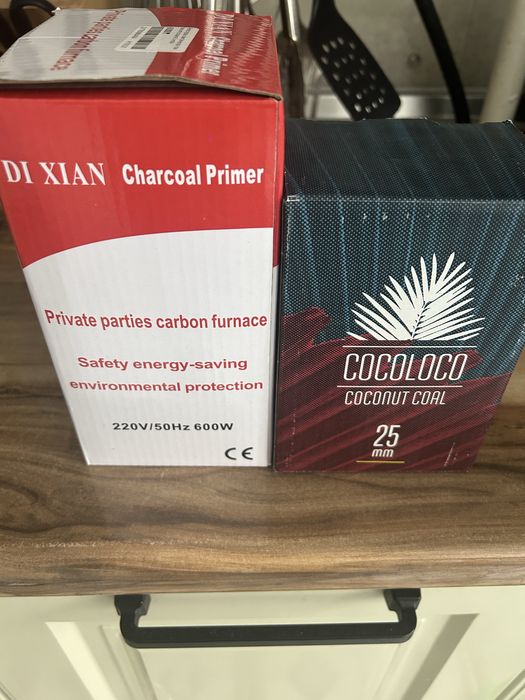 DI XIAN Charcoal Primer
Private parties carbon furnace
Safety energy-saving
environmental protection
220V/50Hz 600W
CE
COCOLOCO
COCONUT COAL
25
mm